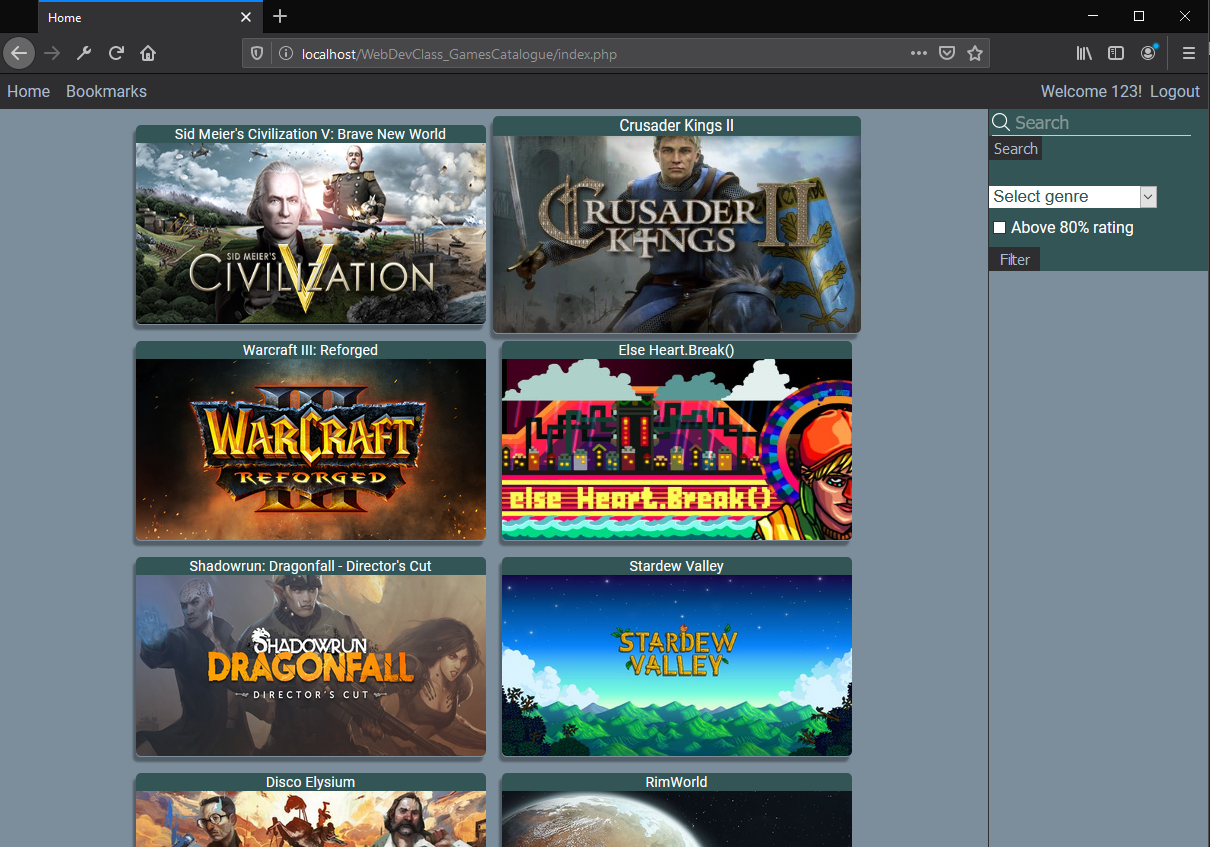 Home
localhost/WebDevClass_GamesCatalogue/index.php
Home Bookmarks Welcome 123! Logout
Search
Search
Select genre
Above 80% rating
Filter
Sid Meier's Civilization V: Brave New World
SID MEIER'S
CIVILIZATION
V
Crusader Kings II
CRUSADER
KINGS II
Warcraft III: Reforged
III
WARCRAFT
REFORGED
Else Heart.Break()
else Heart.Break()
Shadowrun: Dragonfall - Director's Cut
SHADOWRUN
DRAGONFALL
DIRECTOR'S CUT
Stardew Valley
STARDEW
VALLEY
Disco Elysium
RimWorld